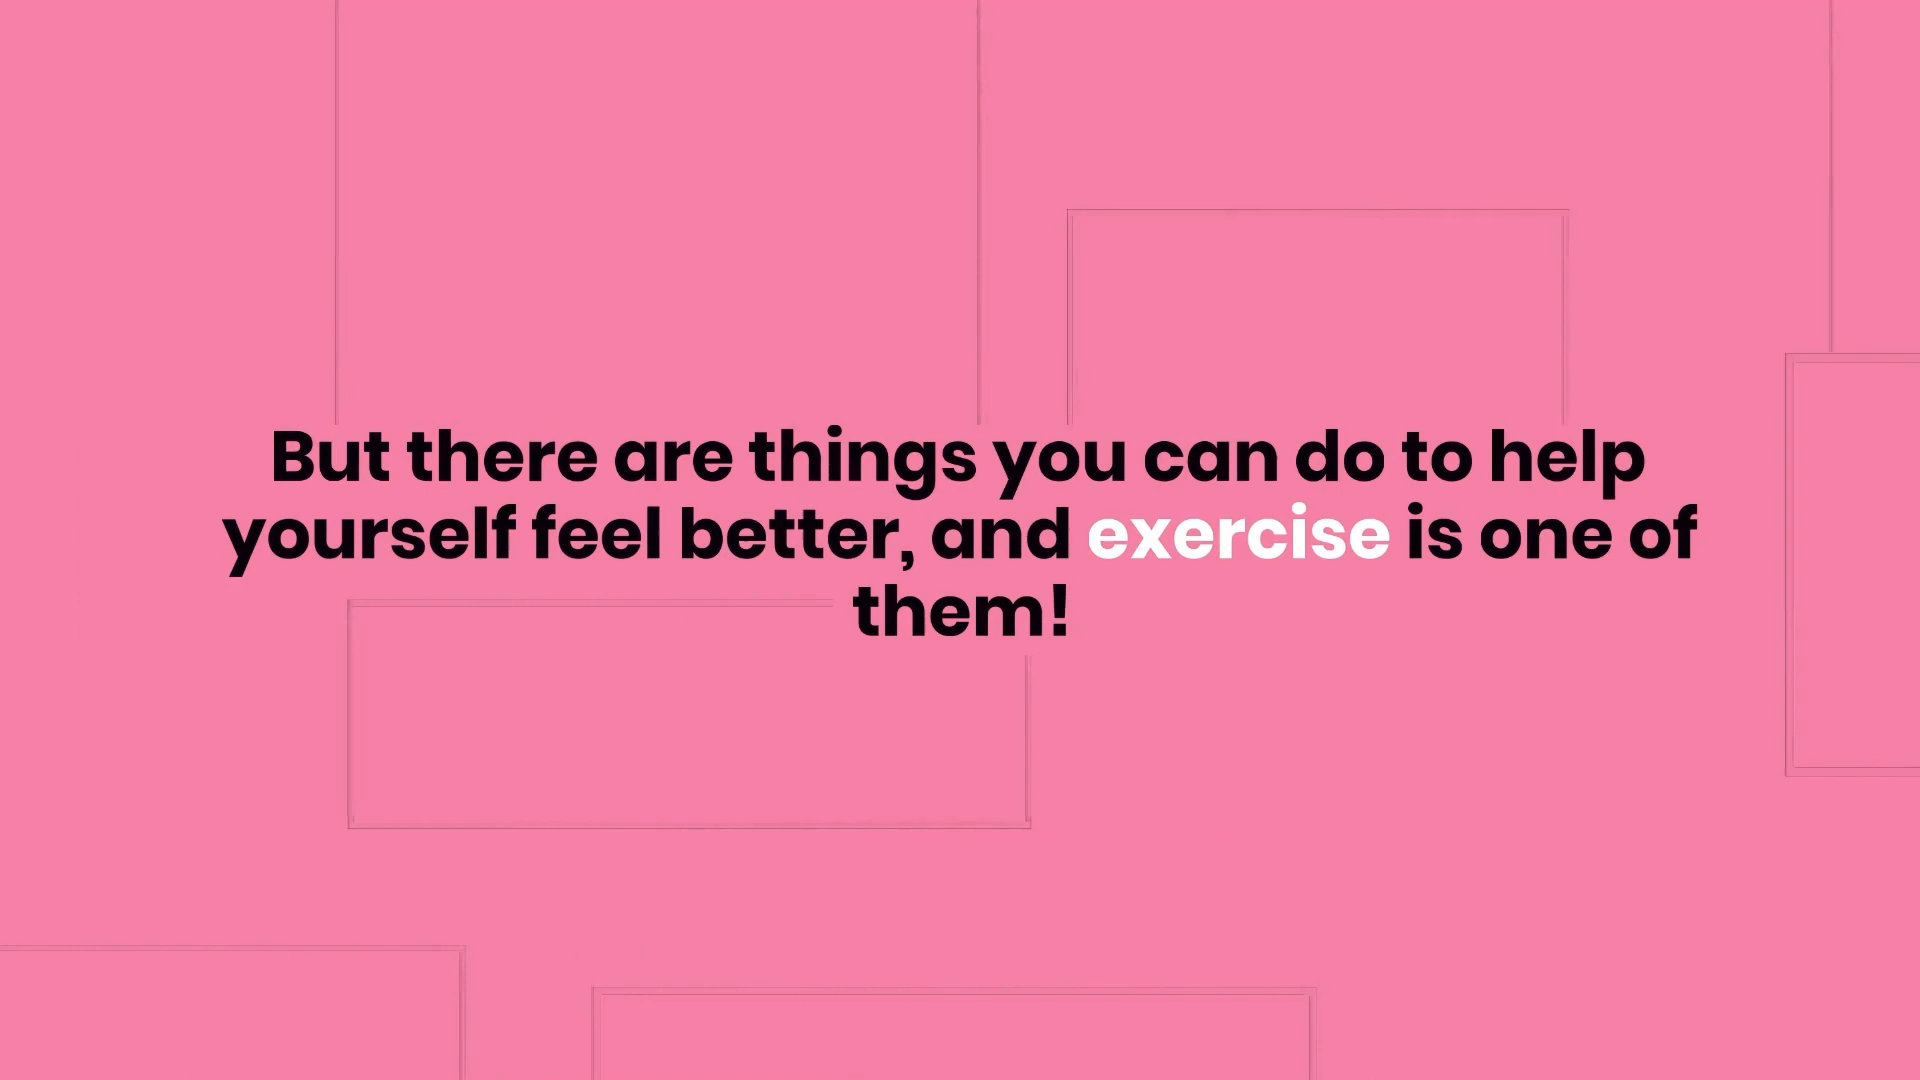 But there are things you can do to help
yourself feel better, and exercise is one of
them!